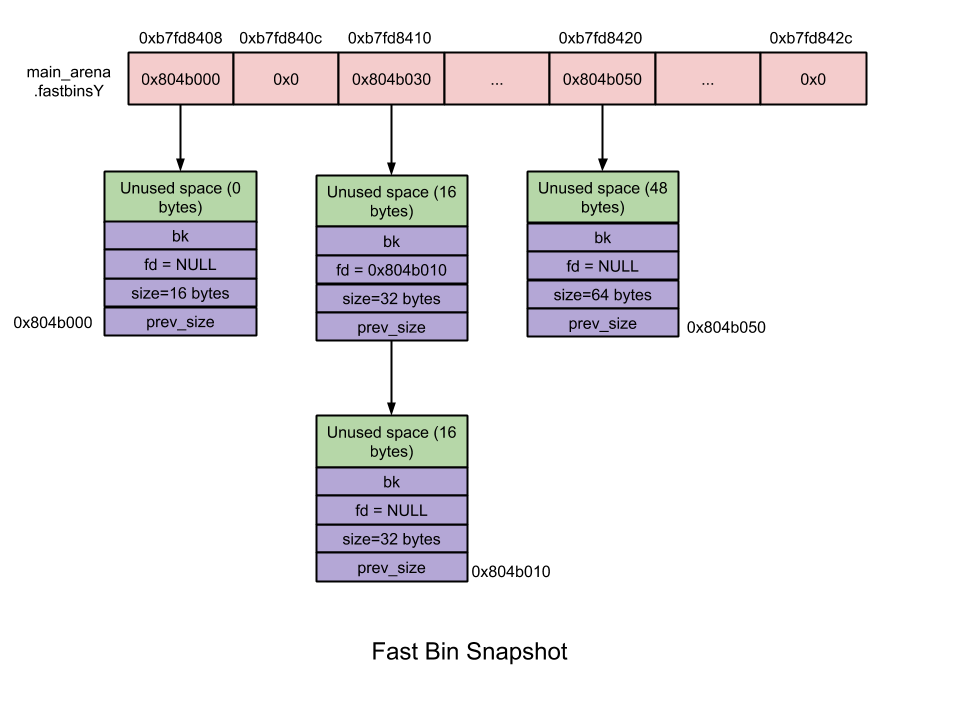 0xb7fd8408 0xb7fd840c 0xb7fd8410 0xb7fd8420 0xb7fd842c
main_arena
.fastbinsY
0x804b000 0x0 0x804b030 ... 0x804b050 ... 0x0
Unused space (0
bytes)
bk
fd = NULL
size=16 bytes
prev_size
0x804b000
Unused space (16
bytes)
bk
fd = 0x804b010
size=32 bytes
prev_size
Unused space (48
bytes)
bk
fd = NULL
size=64 bytes
prev_size
0x804b050
Unused space (16
bytes)
bk
fd = NULL
size=32 bytes
prev_size
0x804b010
Fast Bin Snapshot